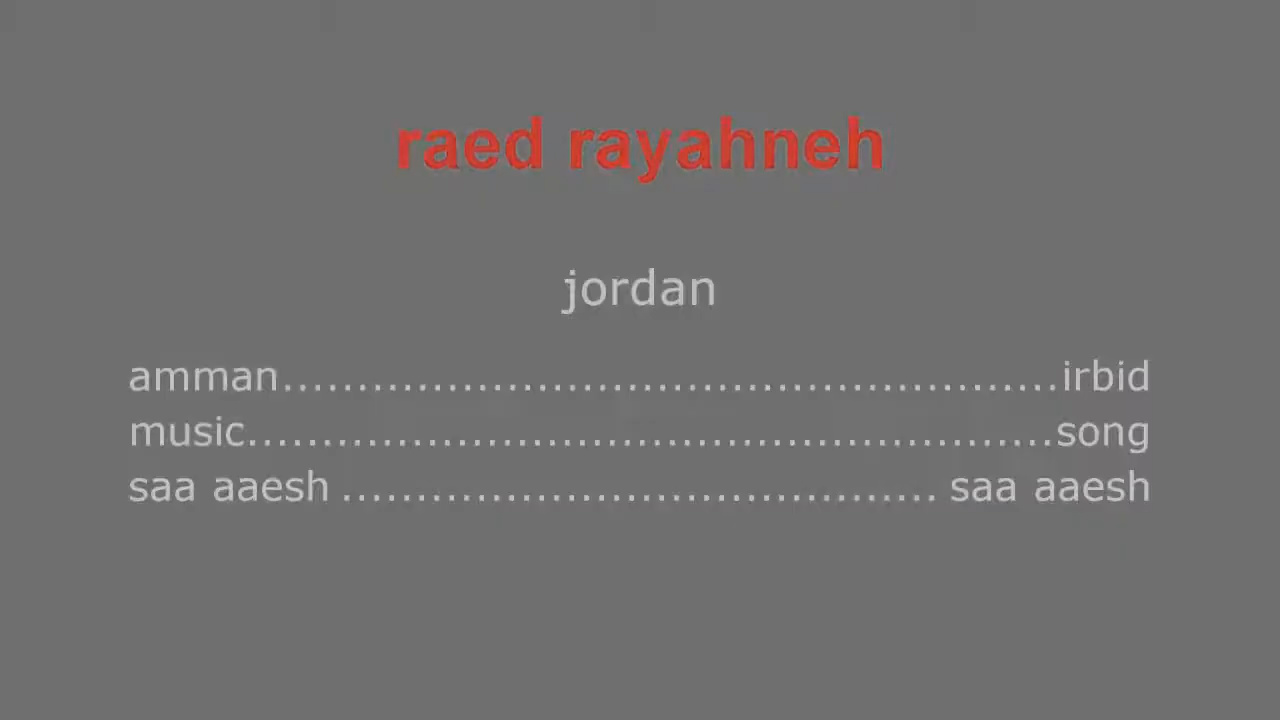 raed rayahneh
jordan
amman....................................................irbid
music......................................................song
saa aaesh ........................................ saa aaesh